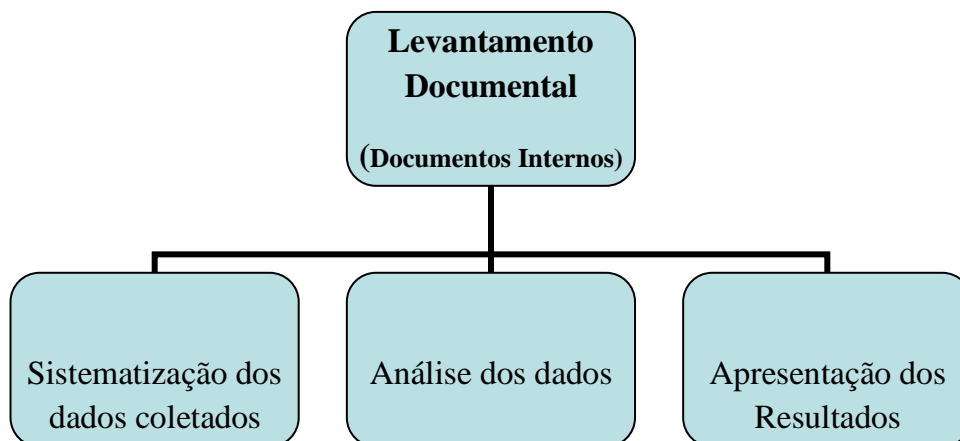 Levantamento
Documental
(Documentos Internos)
Sistematização dos
dados coletados
Análise dos dados
Apresentação dos
Resultados